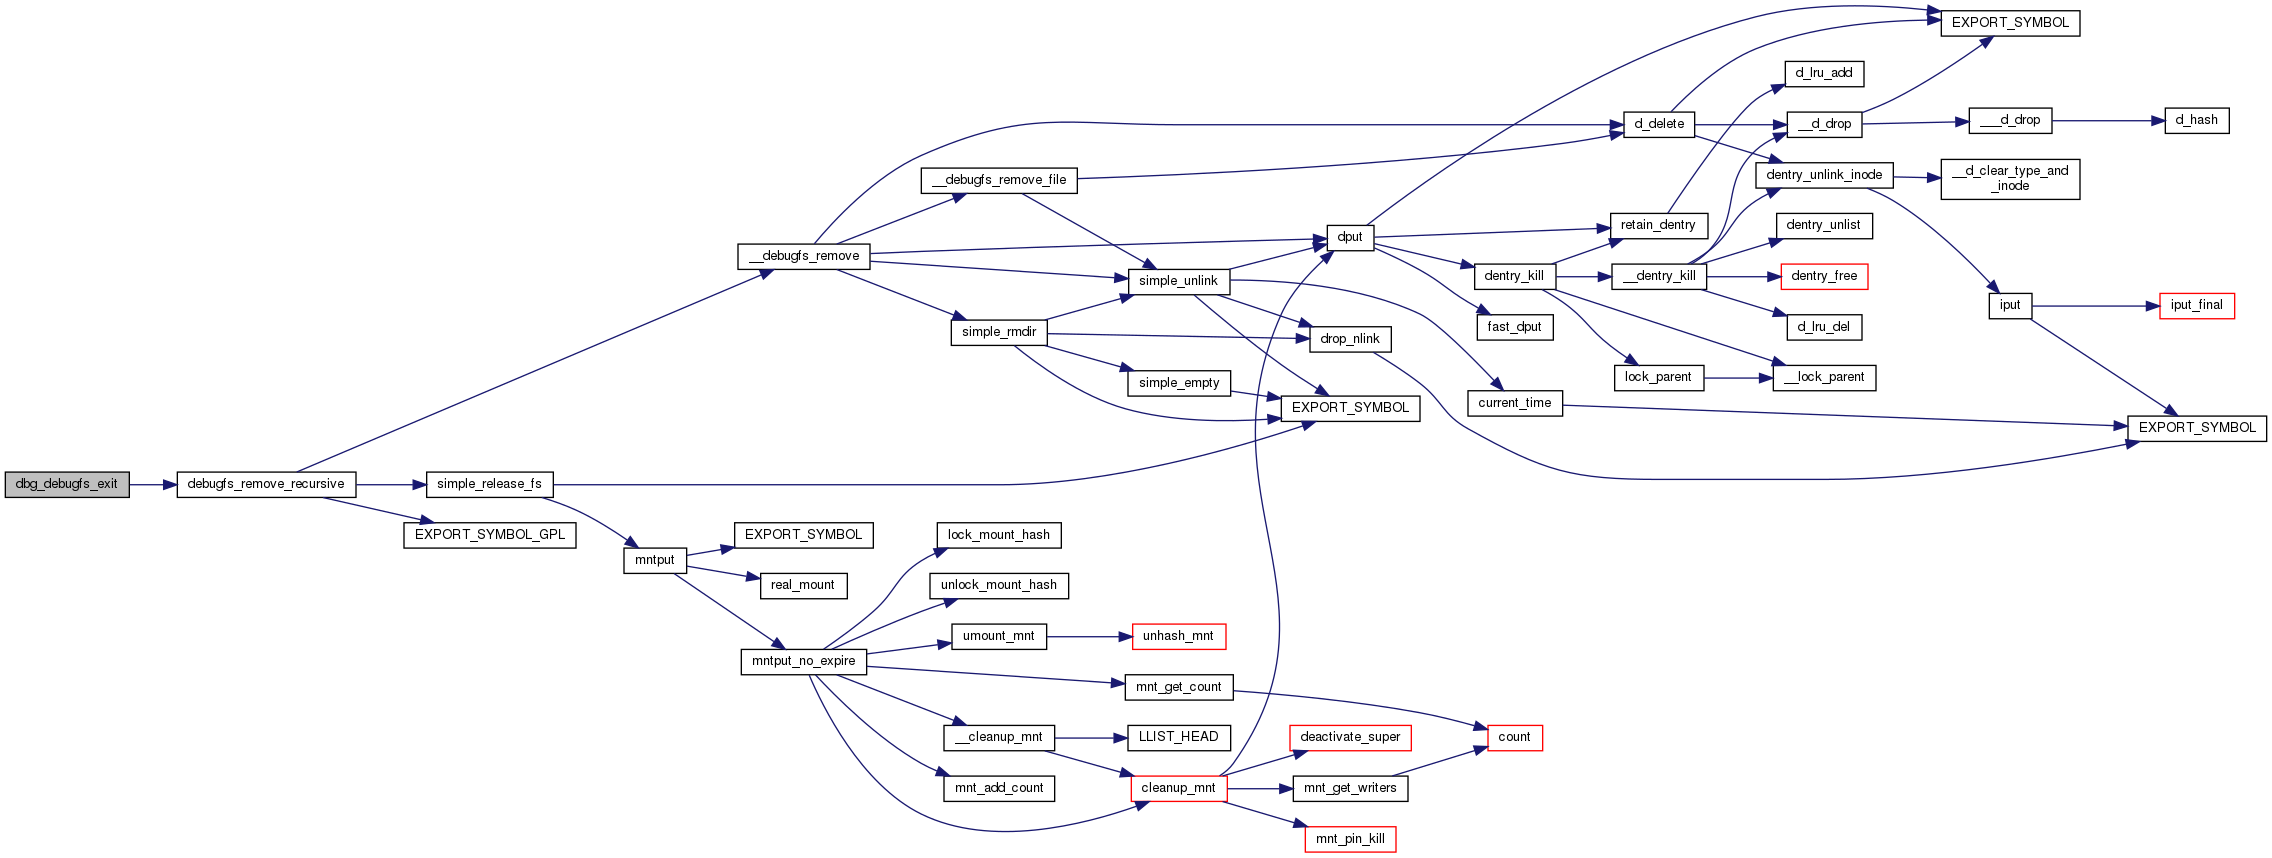 EXPORT_SYMBOL
d_lru_add
d_delete
__d_drop
___d_drop
d_hash
__debugfs_remove_file
dentry_unlink_inode
__d_clear_type_and
_inode
retain_dentry
dentry_unlist
dput
__debugfs_remove
simple_unlink
dentry_kill
__dentry_kill
dentry_free
iput
iput_final
fast_dput
d_lru_del
simple_rmdir
drop_nlink
simple_empty
lock_parent
__lock_parent
EXPORT_SYMBOL
current_time
EXPORT_SYMBOL
dbg_debugfs_exit
debugfs_remove_recursive
simple_release_fs
EXPORT_SYMBOL_GPL
EXPORT_SYMBOL
lock_mount_hash
mntput
real_mount
unlock_mount_hash
umount_mnt
unhash_mnt
mntput_no_expire
mnt_get_count
__cleanup_mnt
LLIST_HEAD
deactivate_super
count
mnt_add_count
cleanup_mnt
mnt_get_writers
mnt_pin_kill